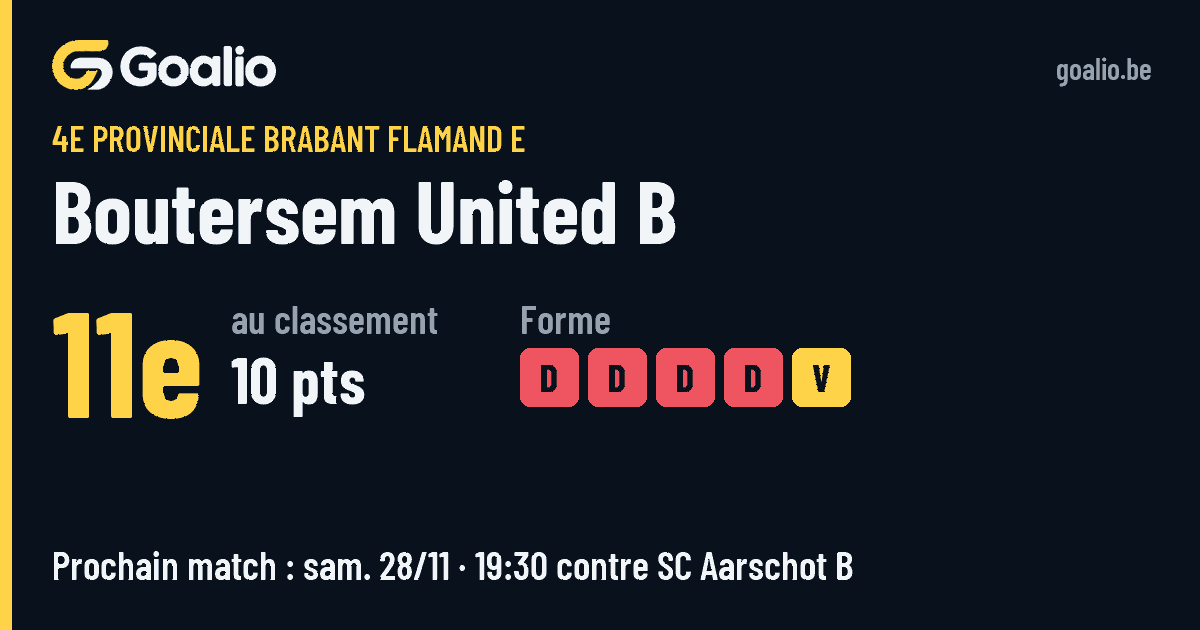 Goalio
goalio.be
4E PROVINCIALE BRABANT FLAMAND E
Boutersem United B
11e
au classement
10 pts
Forme
D D D D V
Prochain match : sam. 28/11 · 19:30 contre SC Aarschot B